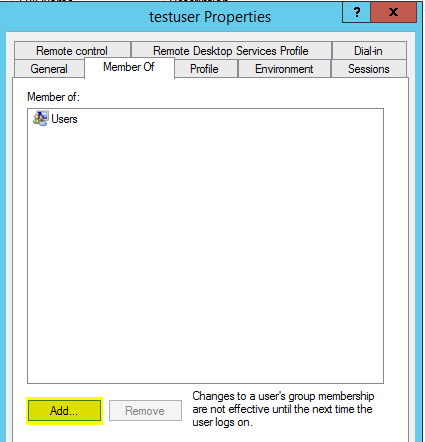 testuser Properties
?
x
Remote control
Remote Desktop Services Profile
Dial-in
General
Member Of
Profile
Environment
Sessions
Member of:
Users
Add...
Remove
Changes to a user's group membership
are not effective until the next time the
user logs on.